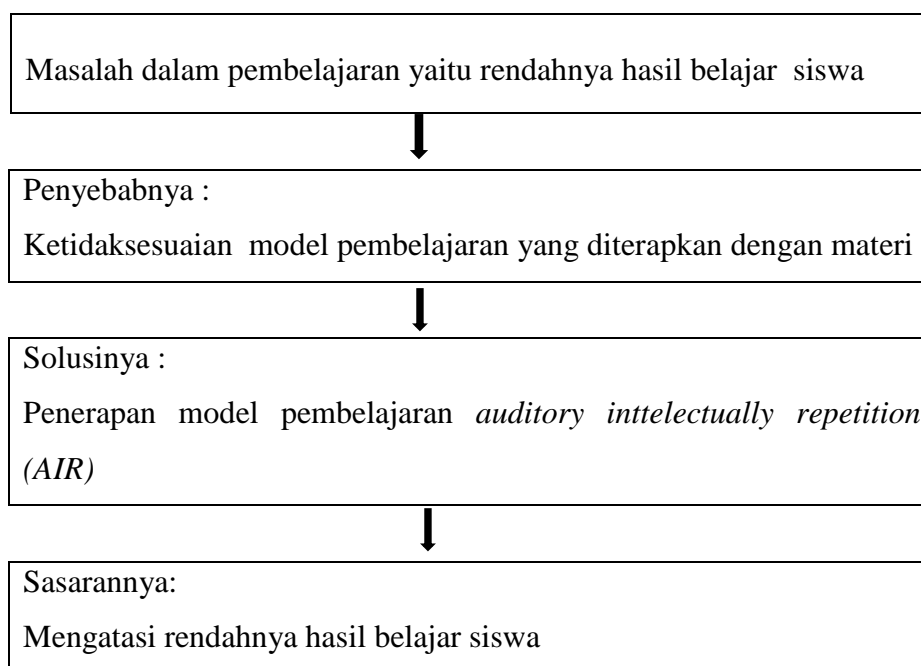 Masalah dalam pembelajaran yaitu rendahnya hasil belajar siswa
Penyebabnya :
Ketidaksesuaian model pembelajaran yang diterapkan dengan materi
Solusinya :
Penerapan model pembelajaran auditory inttelectually repetition
(AIR)
Sasarannya:
Mengatasi rendahnya hasil belajar siswa